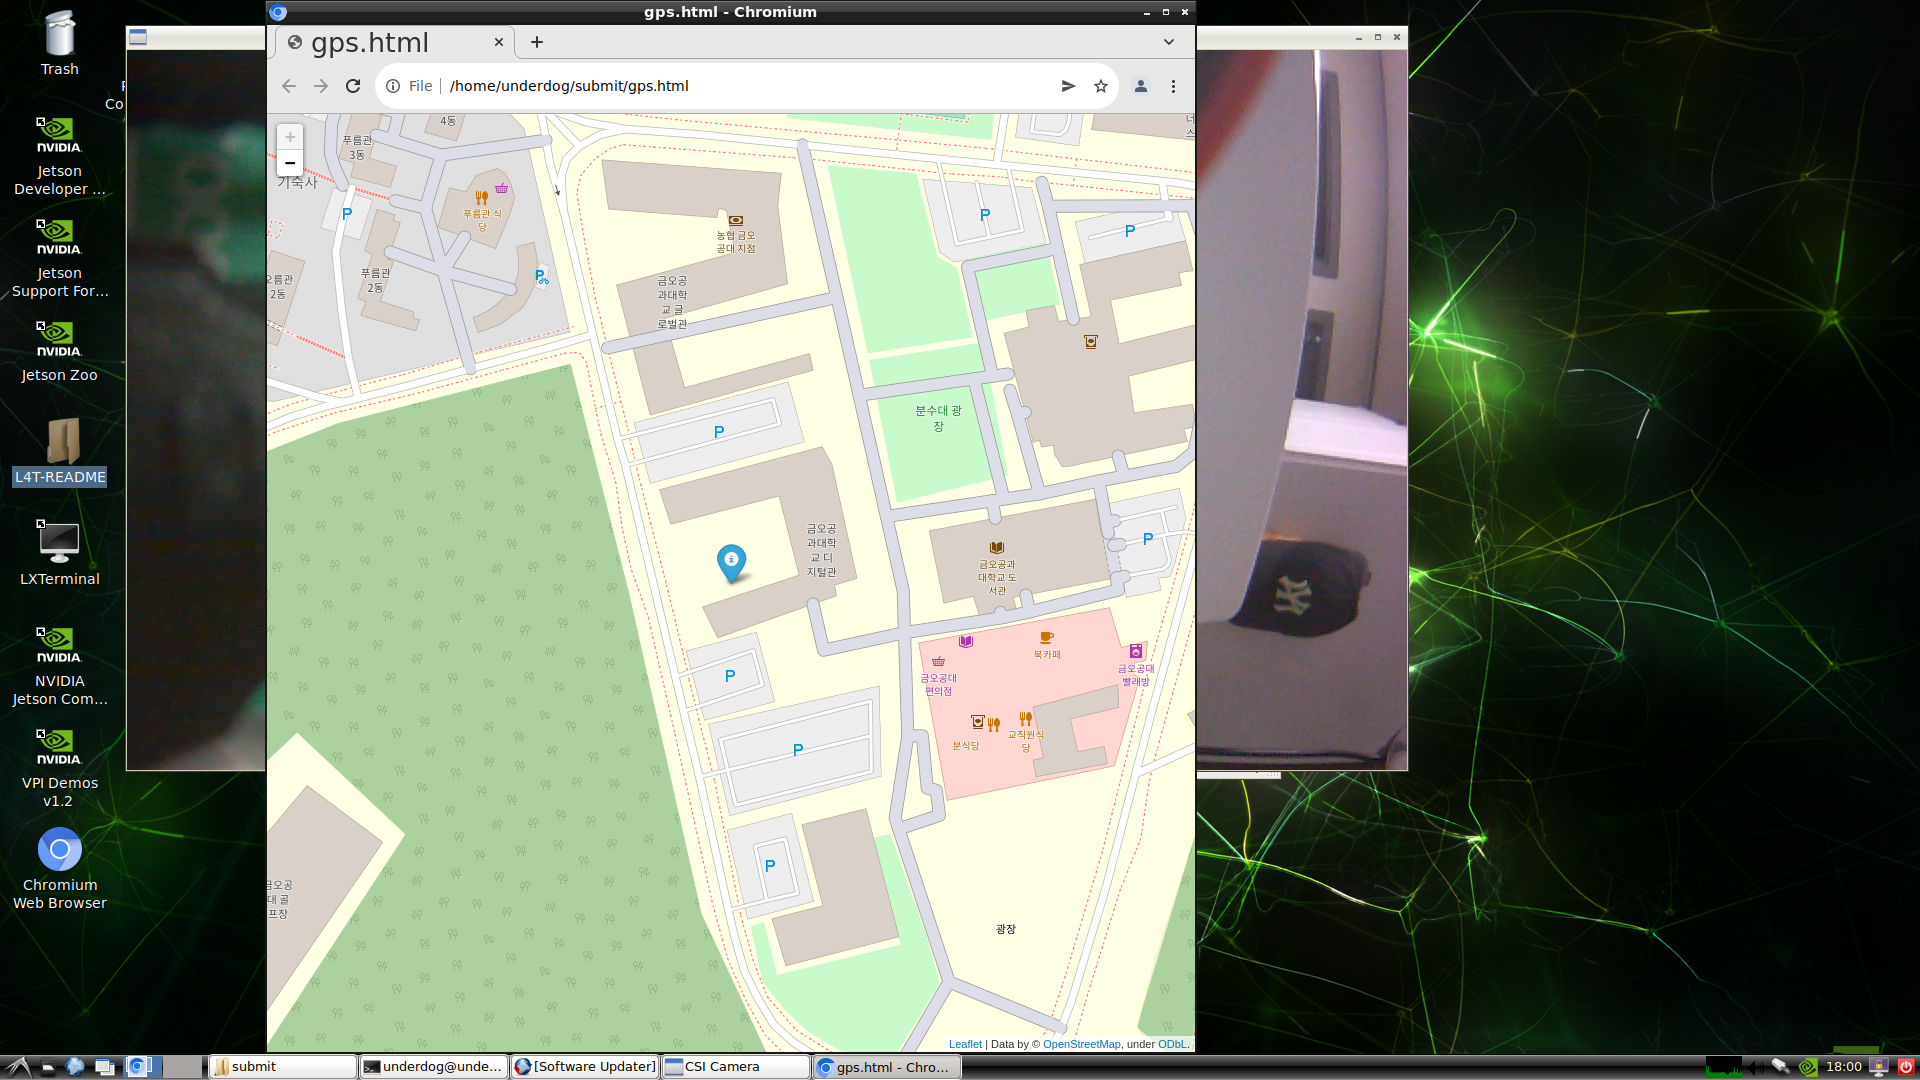 gps.html - Chromium
gps.html
File
/home/underdog/submit/gps.html
Trash
NVIDIA.
Jetson
Developer ...
NVIDIA.
Jetson
Support For...
NVIDIA.
Jetson Zoo
L4T-README
LXTerminal
NVIDIA.
NVIDIA
Jetson Com...
NVIDIA.
VPI Demos
v1.2
Chromium
Web Browser
Co
+
−
기숙사
4동
푸름관
3동
P
푸름관 식
당
푸름관
2동
2동
P
농협 금오
공대 지점
금오공
과대학
교 글
로벌관
P
P
분수대 광
장
P
금오공
과대학
교 디
지털관
금오공과
대학교 도
서관
P
북카페
금오공대
편의점
금오공대
빨래방
분식당
교직원식
당
P
P
P
대 골
프장
광장
NY
Leaflet | Data by © OpenStreetMap, under ODbL.
submit
underdog@unde...
[Software Updater]
CSI Camera
gps.html - Chro...
18:00